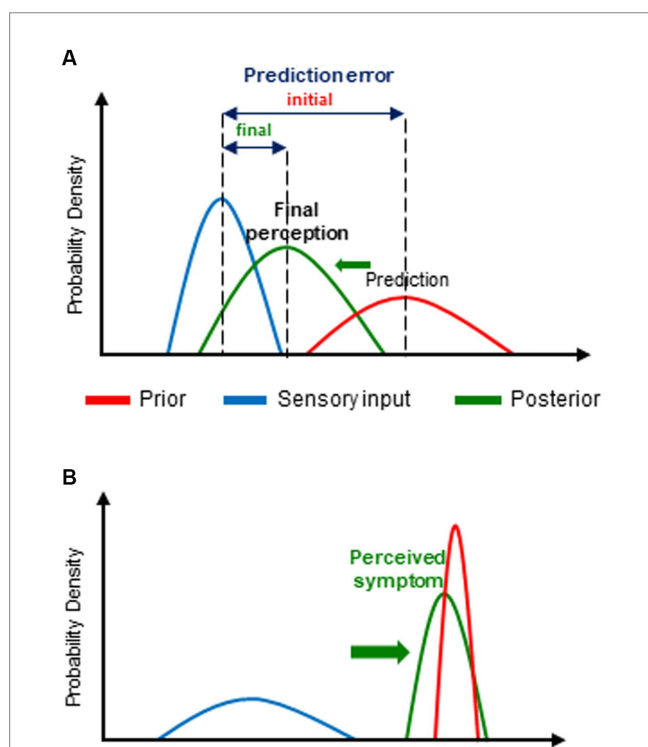 A
Prediction error
initial
final
Final
perception
Prediction
Probability Density
Prior
Sensory input
Posterior
B
Perceived
symptom
Probability Density